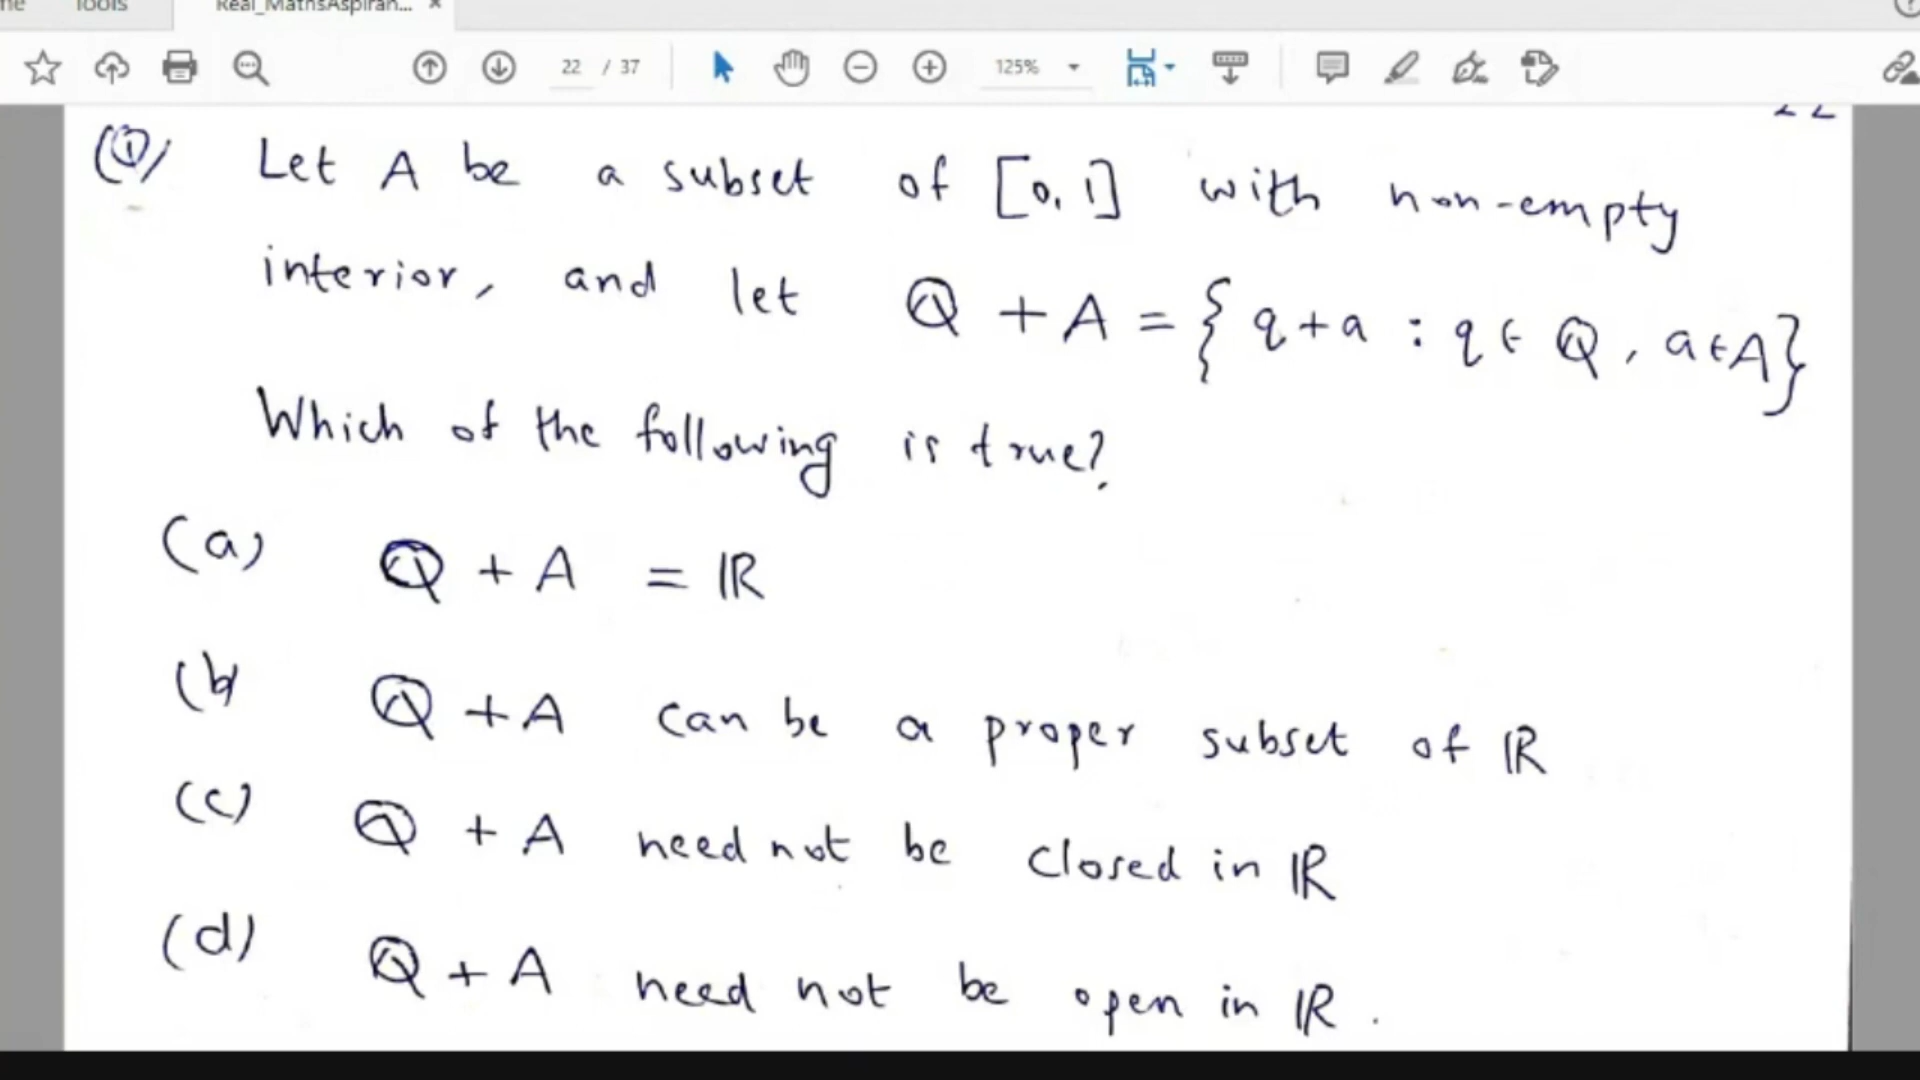 Tools
Real_MathsAspiran... ×
22 / 37
125%
22
(Q) Let A be a subset of [0, 1] with non-empty
interior, and let ℚ + A = { q + a : q ∈ ℚ, a ∈ A }
Which of the following is true?
(a) ℚ + A = ℝ
(b) ℚ + A can be a proper subset of ℝ
(c) ℚ + A need not be closed in ℝ
(d) ℚ + A need not be open in ℝ.